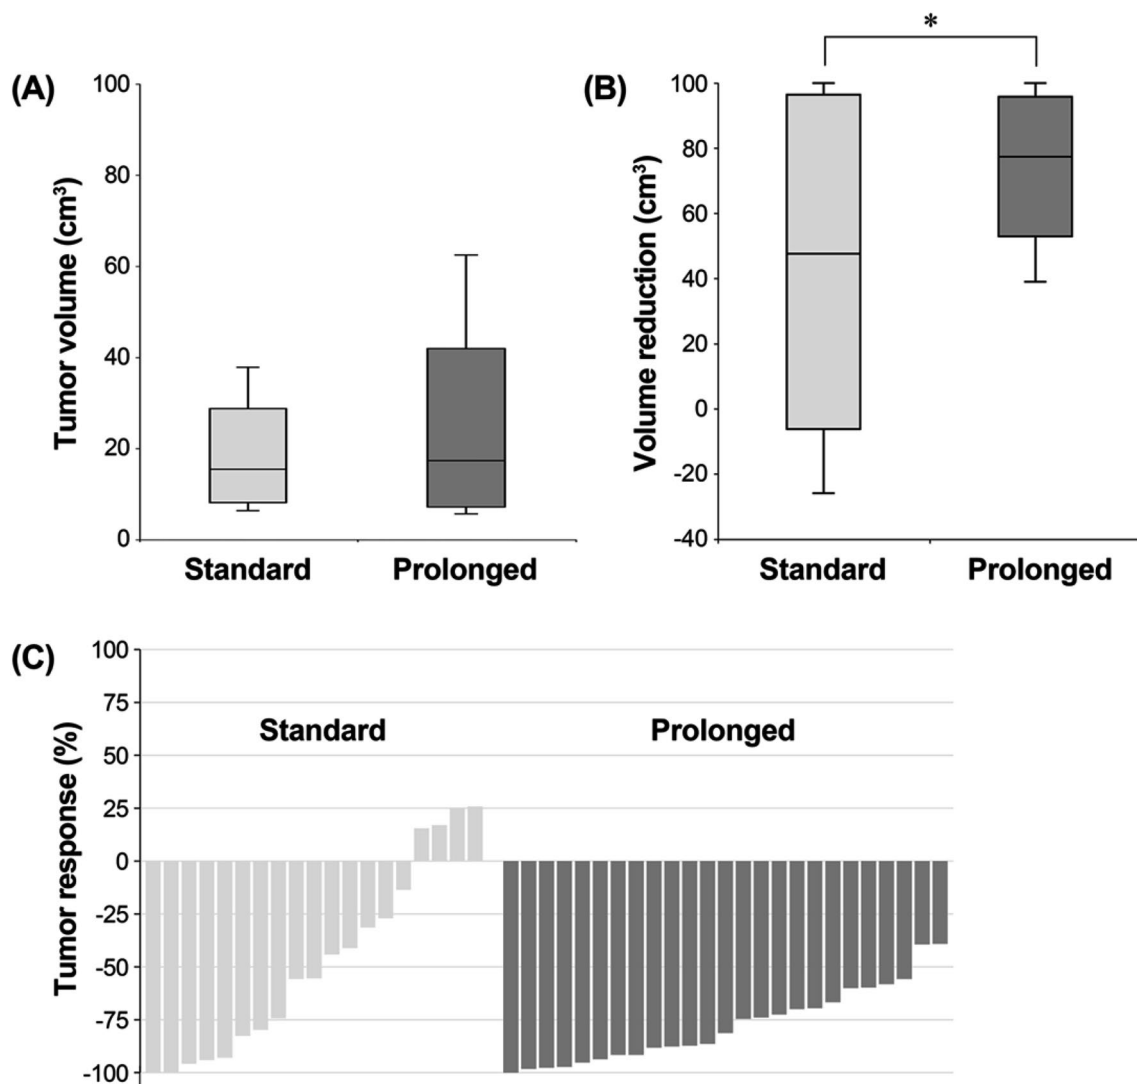 (A)
Tumor volume (cm³)
100
80
60
40
20
0
Standard Prolonged
(B)
*
Volume reduction (cm³)
100
80
60
40
20
0
-20
-40
Standard Prolonged
(C)
Tumor response (%)
100
75
50
25
0
-25
-50
-75
-100
Standard Prolonged